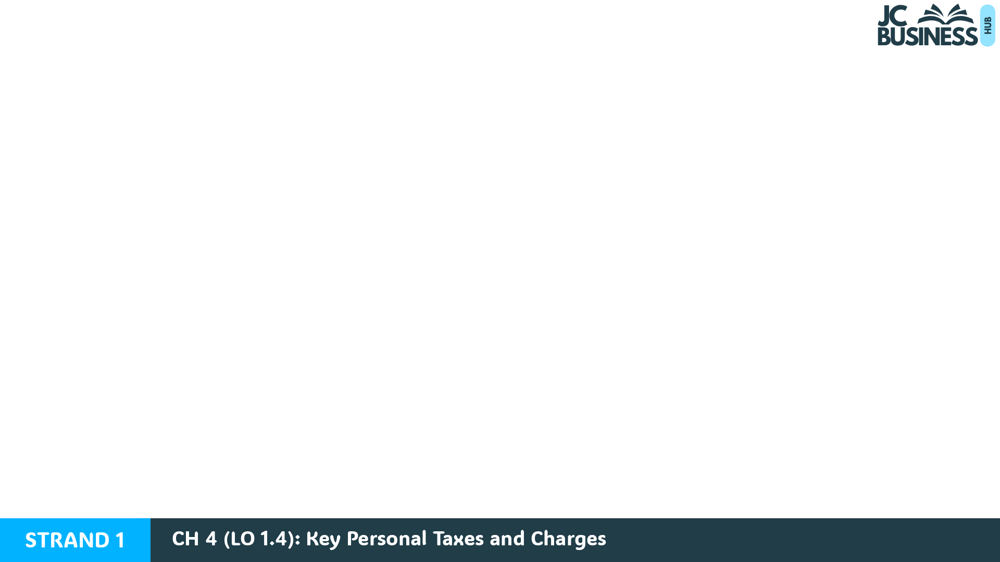 JC
BUSINESS
HUB
STRAND 1
CH 4 (LO 1.4): Key Personal Taxes and Charges